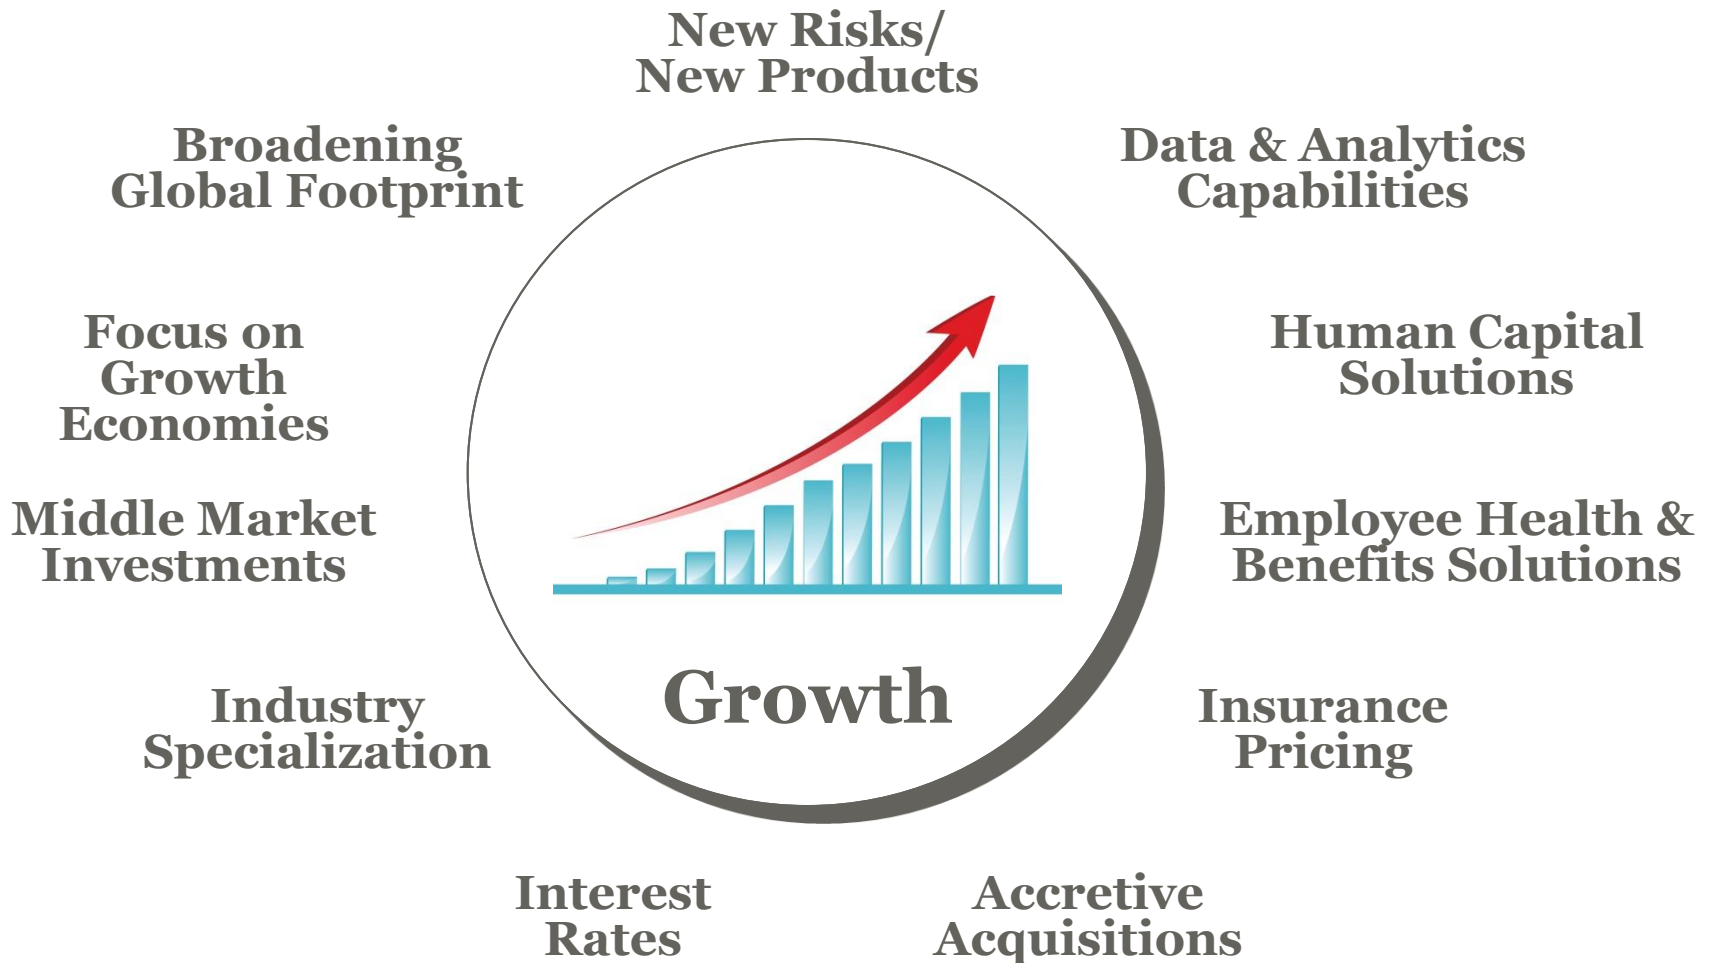 New Risks/
New Products
Broadening
Global Footprint
Data & Analytics
Capabilities
Focus on
Growth
Economies
Human Capital
Solutions
Middle Market
Investments
Employee Health &
Benefits Solutions
Growth
Industry
Specialization
Insurance
Pricing
Interest
Rates
Accretive
Acquisitions